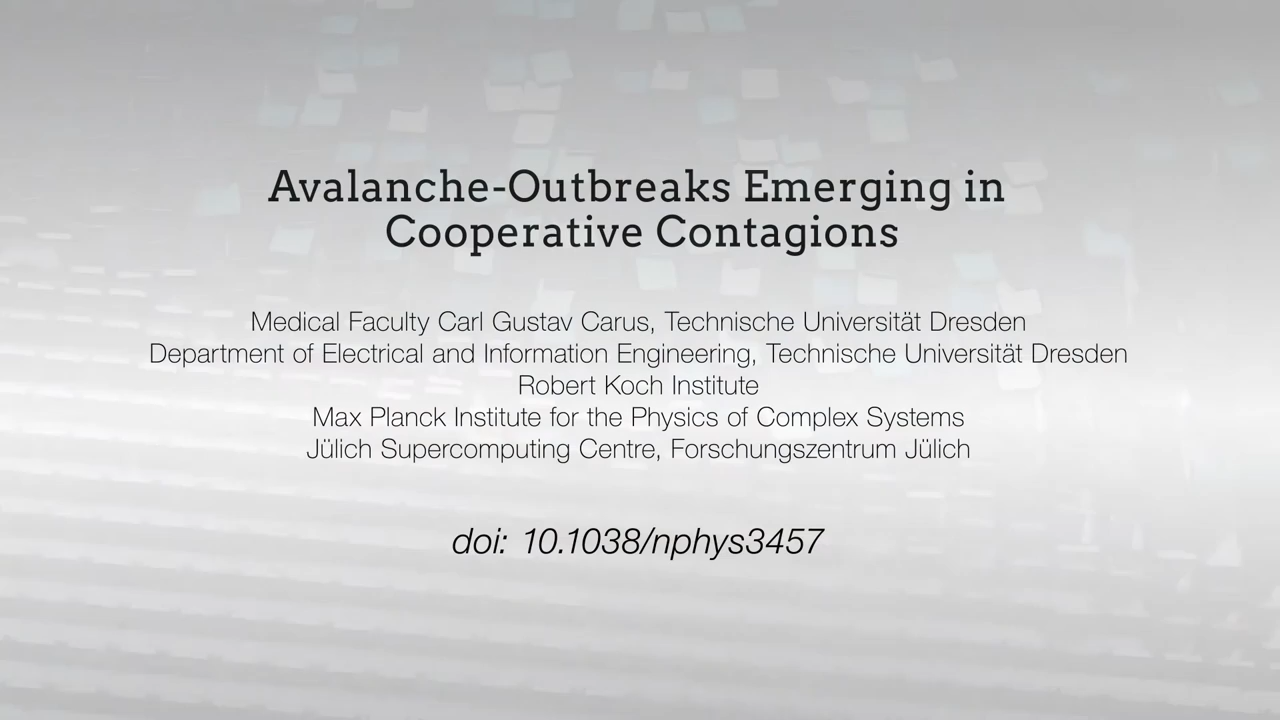 Avalanche-Outbreaks Emerging in
Cooperative Contagions
Medical Faculty Carl Gustav Carus, Technische Universität Dresden
Department of Electrical and Information Engineering, Technische Universität Dresden
Robert Koch Institute
Max Planck Institute for the Physics of Complex Systems
Jülich Supercomputing Centre, Forschungszentrum Jülich
doi: 10.1038/nphys3457